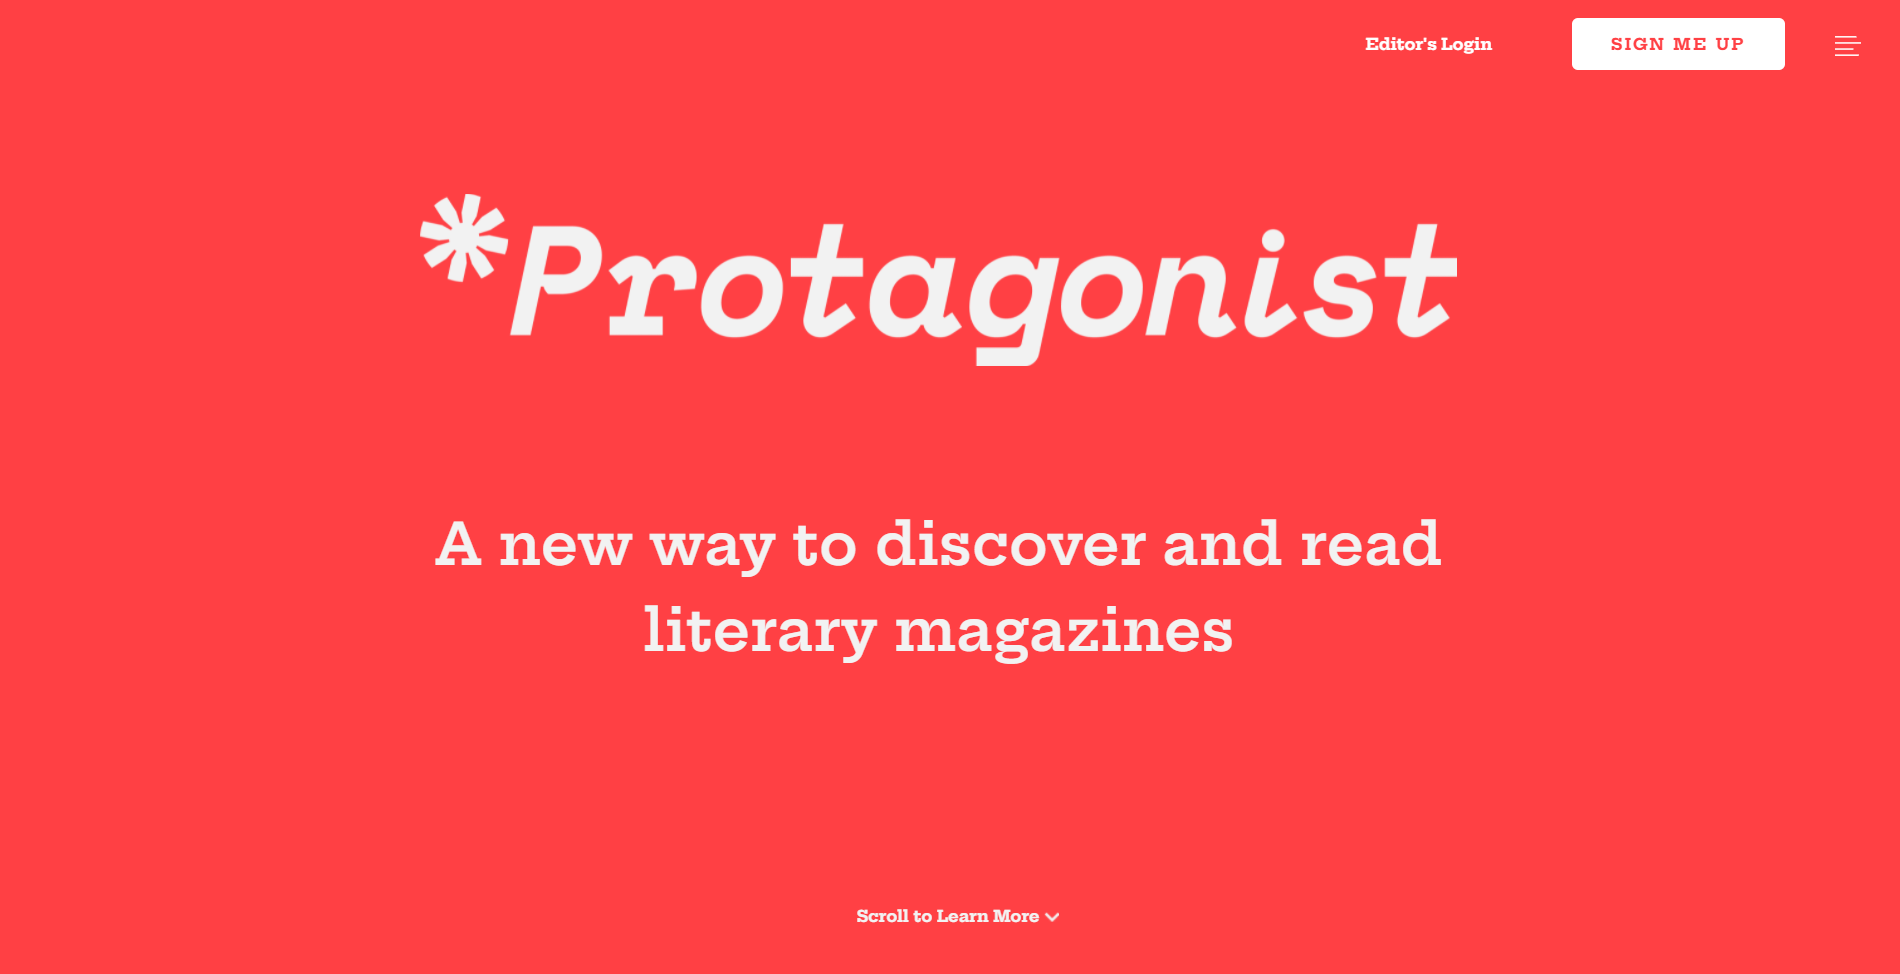 Editor's Login
SIGN ME UP
*Protagonist
A new way to discover and read
literary magazines
Scroll to Learn More